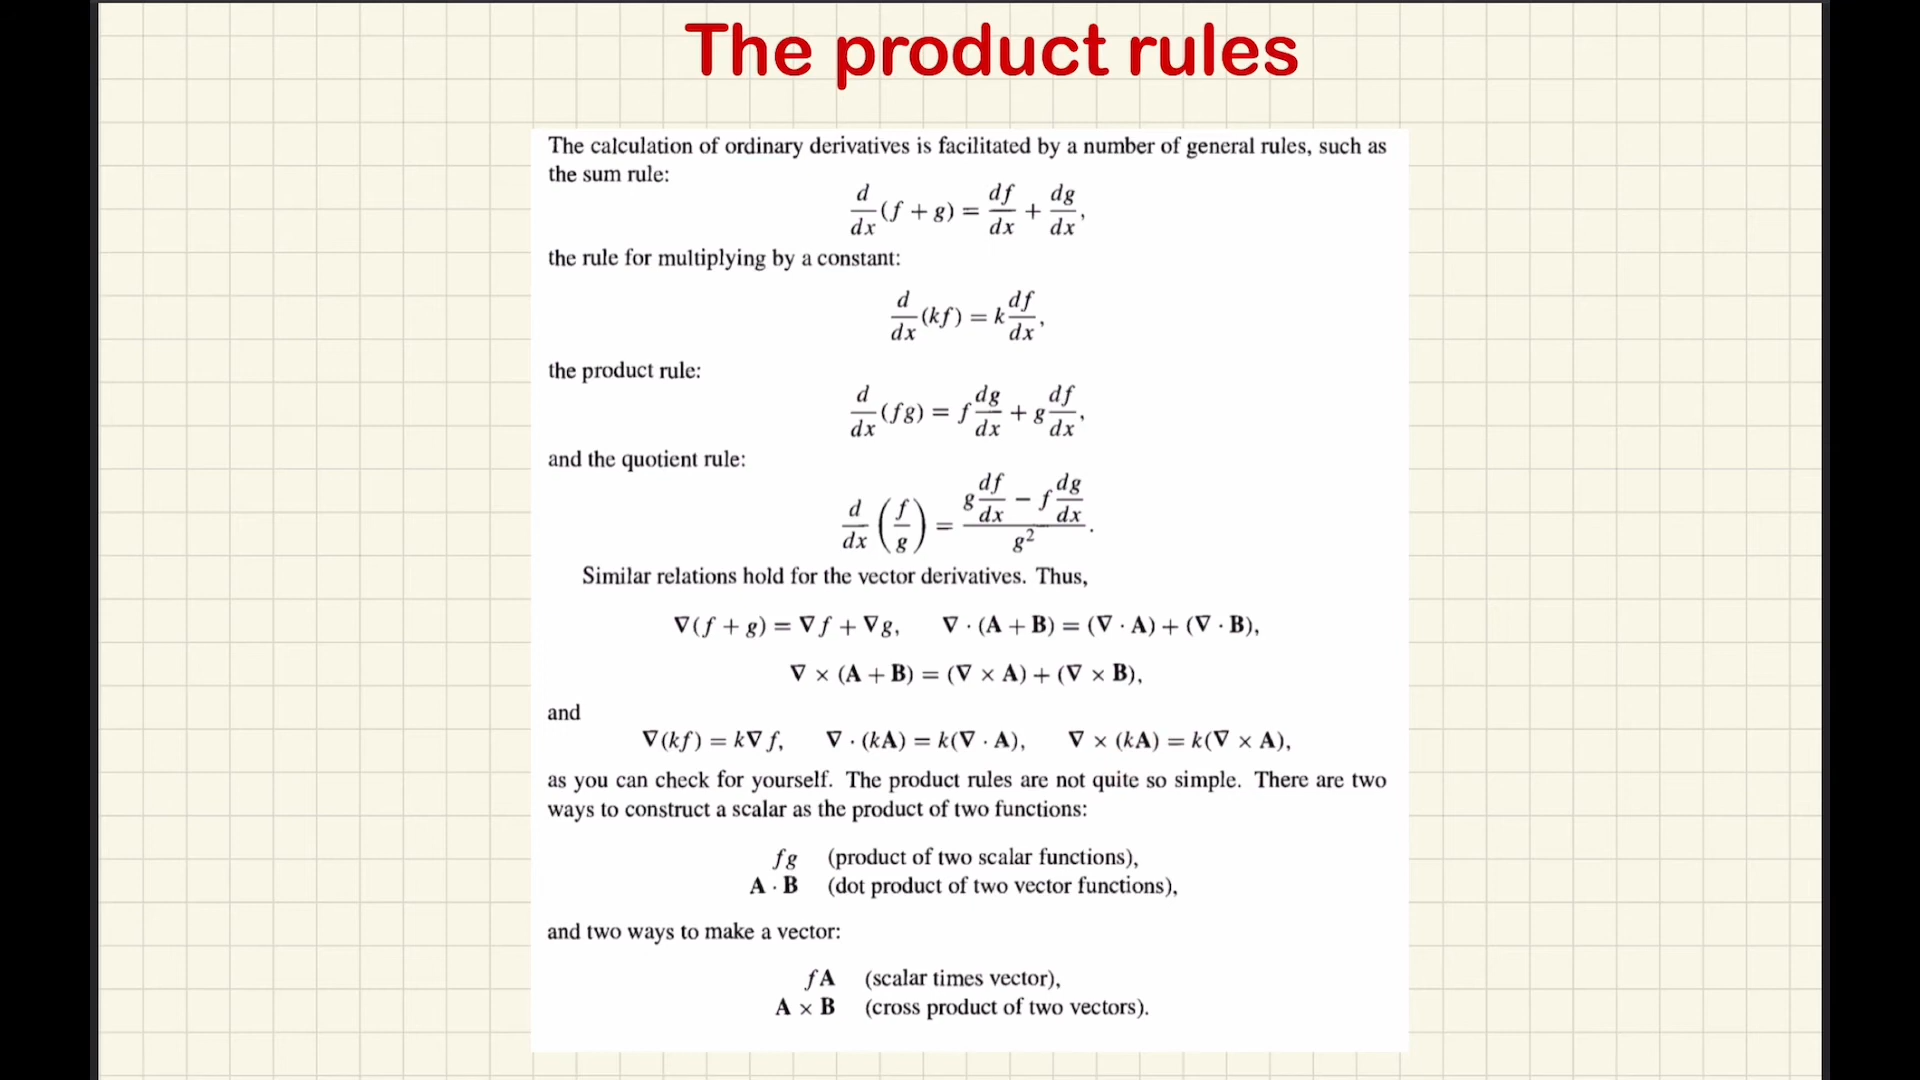 The product rules
The calculation of ordinary derivatives is facilitated by a number of general rules, such as
the sum rule:
d/dx (f + g) = df/dx + dg/dx,
the rule for multiplying by a constant:
d/dx (kf) = k df/dx,
the product rule:
d/dx (fg) = f dg/dx + g df/dx,
and the quotient rule:
d/dx (f/g) = (g df/dx − f dg/dx) / g².
Similar relations hold for the vector derivatives. Thus,
∇(f + g) = ∇f + ∇g, ∇ · (A + B) = (∇ · A) + (∇ · B),
∇ × (A + B) = (∇ × A) + (∇ × B),
and
∇(kf) = k∇f, ∇ · (kA) = k(∇ · A), ∇ × (kA) = k(∇ × A),
as you can check for yourself. The product rules are not quite so simple. There are two
ways to construct a scalar as the product of two functions:
fg (product of two scalar functions),
A · B (dot product of two vector functions),
and two ways to make a vector:
fA (scalar times vector),
A × B (cross product of two vectors).